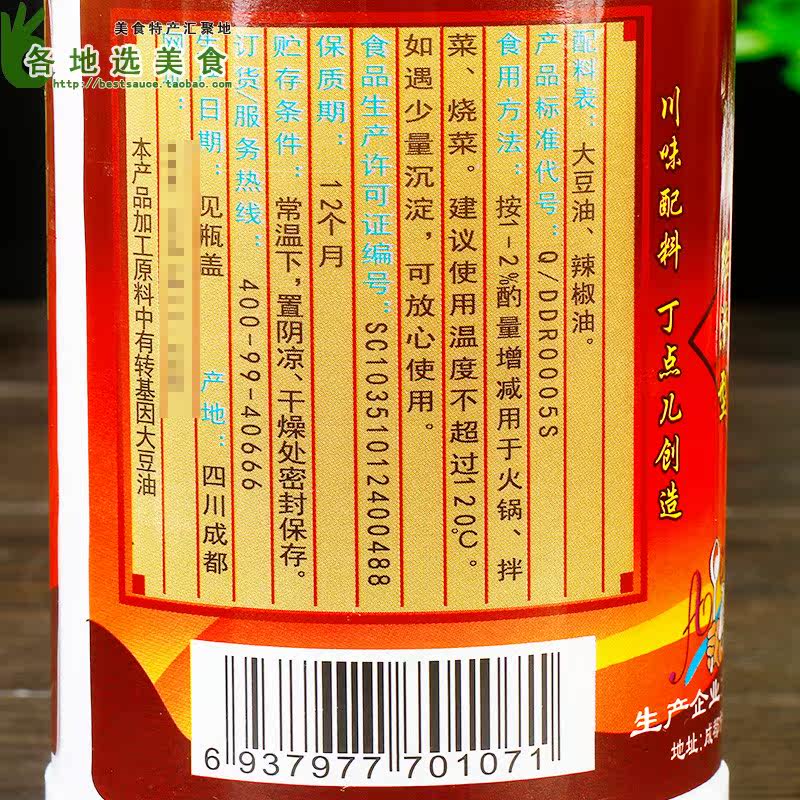 美食特产汇聚地
各地选美食
http://bestsauce.taobao.com
配料表：大豆油、辣椒油。
产品标准代号：Q/DDR0005S
食用方法：按1-2%酌量增减用于火锅、拌
菜、烧菜。建议使用温度不超过120℃。
如遇少量沉淀，可放心使用。
食品生产许可证编号：SC10351012400488
保质期：12个月
贮存条件：常温下，置阴凉、干燥处密封保存。
订货、服务热线：400-99-40666
日期：见瓶盖 产地：四川成都
本产品加工原料中有转基因大豆油
川味配料 丁点儿创造
生产企业
地址:成都
6 937977 701071